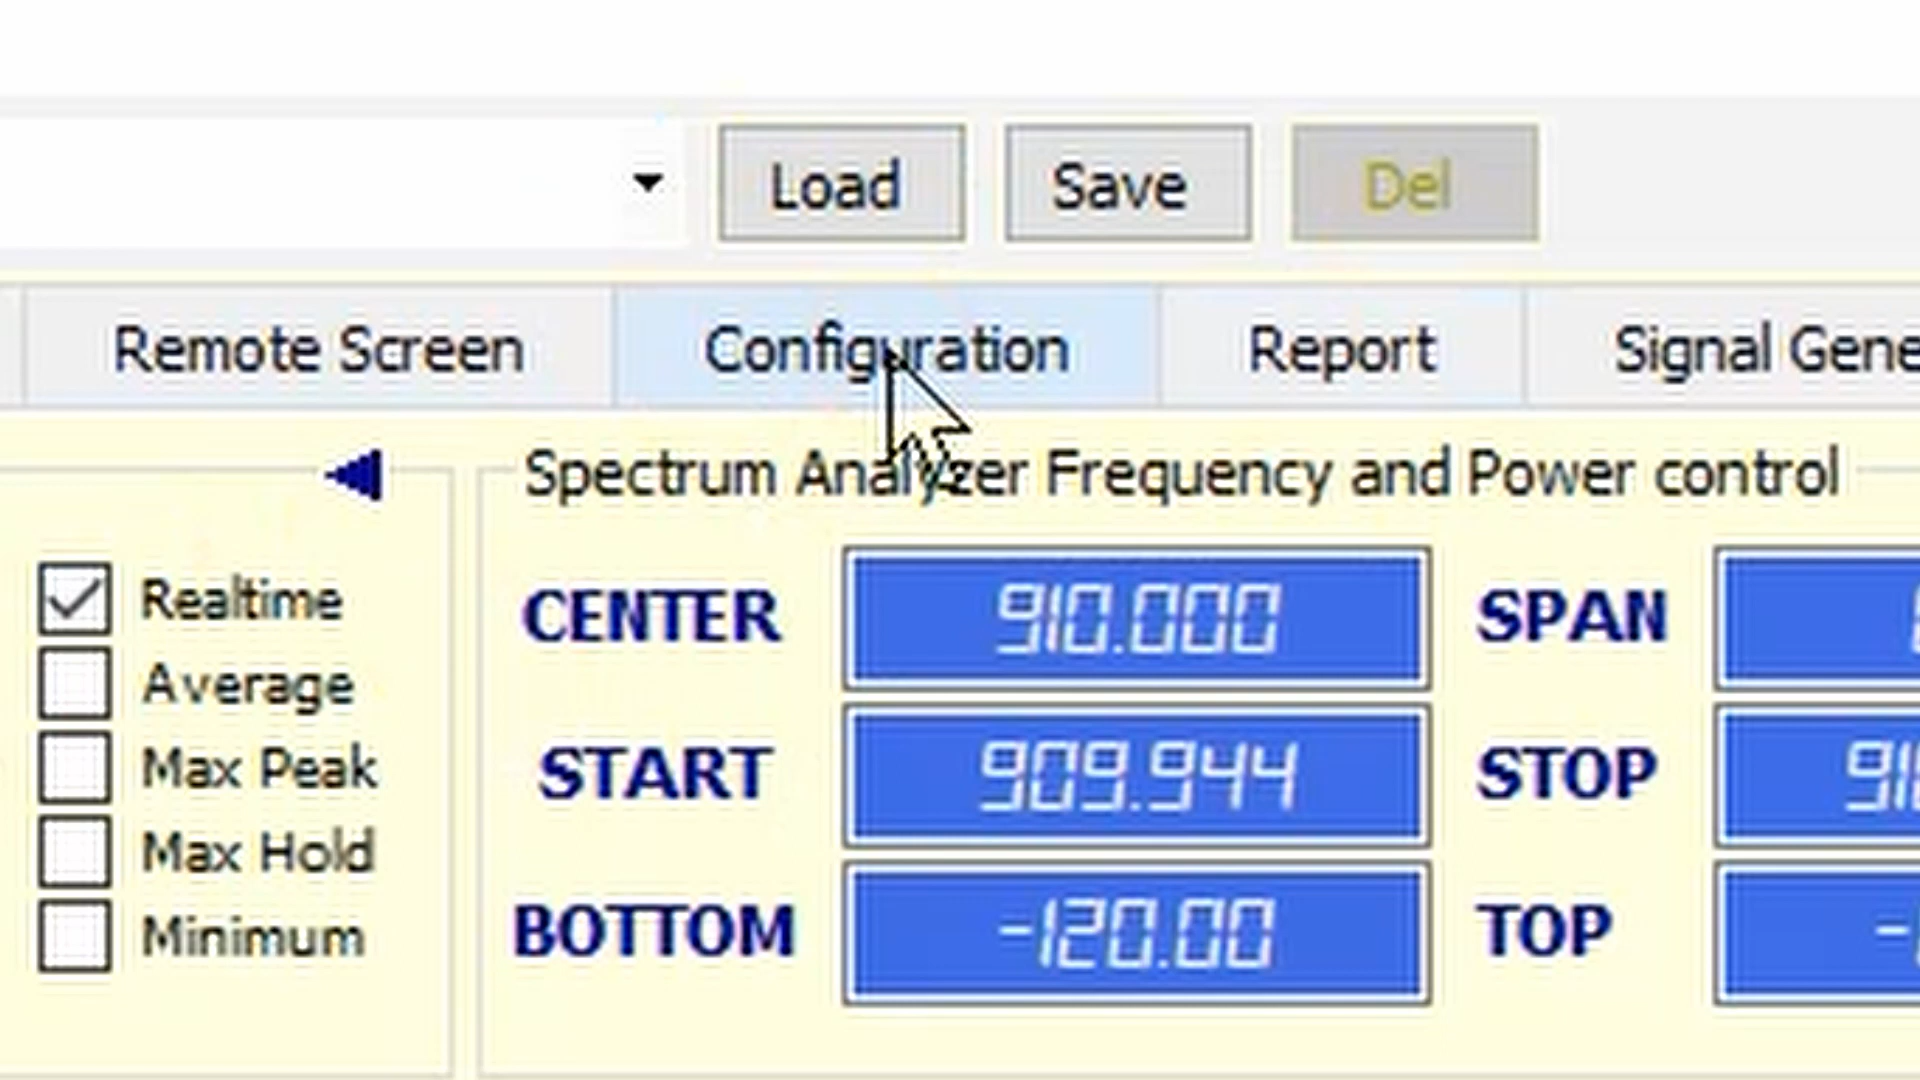 Load Save Del
Remote Screen Configuration Report Signal
Spectrum Analyzer Frequency and Power control
Realtime
Average
Max Peak
Max Hold
Minimum
CENTER 910.000 SPAN
START 909.944 STOP
BOTTOM -120.00 TOP